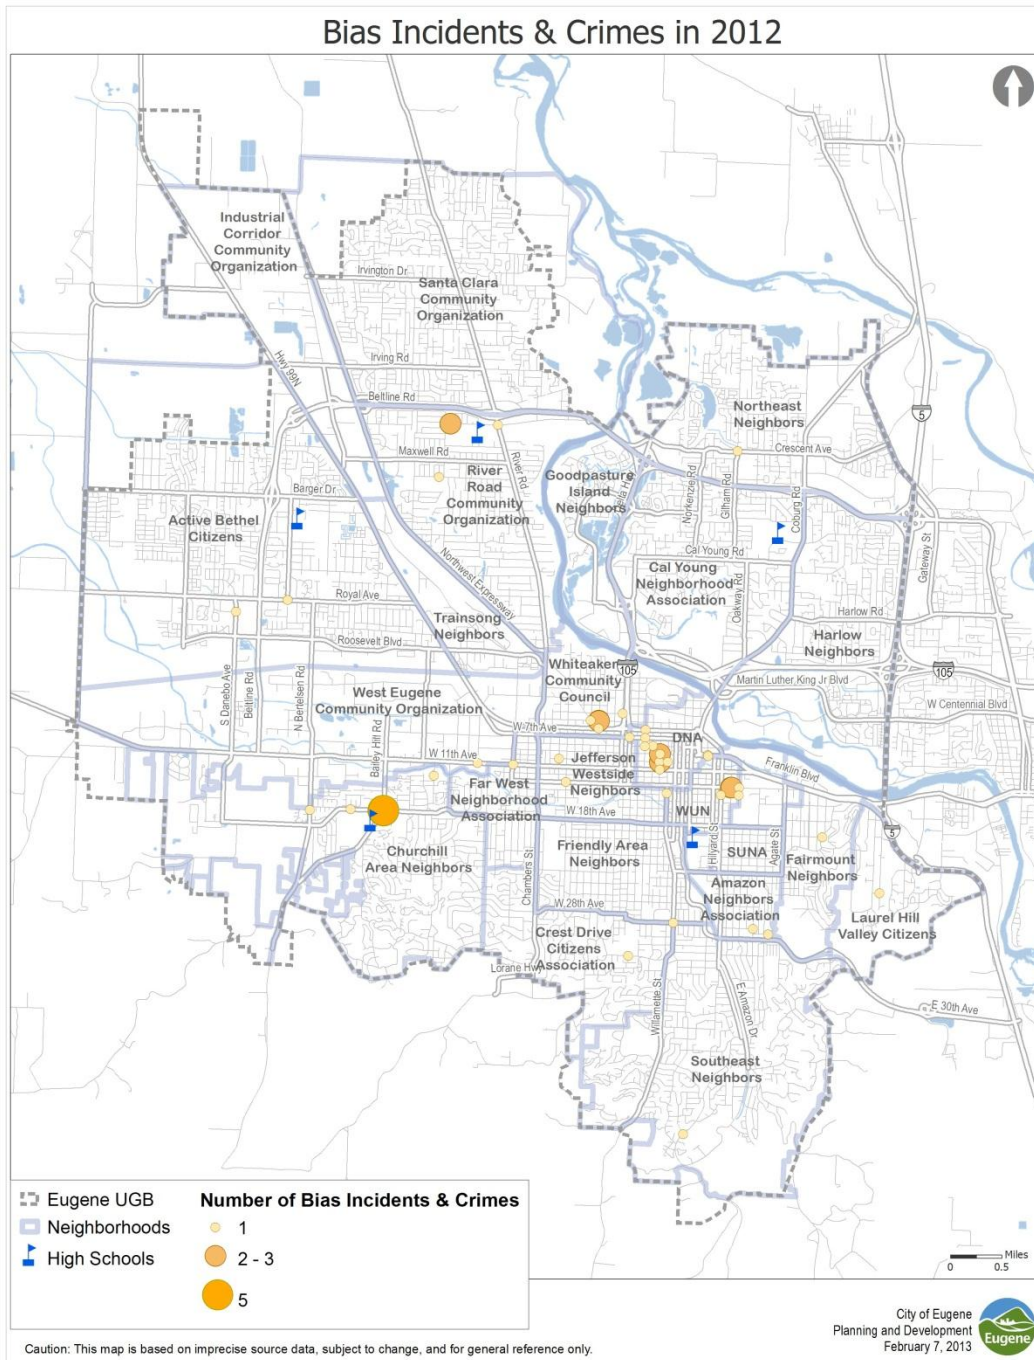 Bias Incidents & Crimes in 2012
Industrial
Corridor
Community
Organization
Irvington Dr
Santa Clara
Community
Organization
Hwy 99N
Irving Rd
Beltline Rd
5
Northeast
Neighbors
Crescent Ave
Maxwell Rd
River
Road
Community
Organization
River Rd
Goodpasture
Island
Neighbors
Norkenzie Rd
Gilham Rd
Coburg Rd
Barger Dr
Active Bethel
Citizens
Gateway St
Northwest Expressway
Cal Young Rd
Cal Young
Neighborhood
Association
Oakway Rd
Royal Ave
Harlow Rd
Trainsong
Neighbors
Roosevelt Blvd
Harlow
Neighbors
Whiteaker
Community
Council
105
105
Martin Luther King Jr Blvd
S Danebo Ave
Beltline Rd
N Bertelsen Rd
West Eugene
Community Organization
Bailey Hill Rd
W Centennial Blvd
W 7th Ave
DNA
W 11th Ave
Jefferson
Westside
Neighbors
Franklin Blvd
Far West
Neighborhood
Association
W 18th Ave
WUN
5
Churchill
Area Neighbors
Chambers St
Friendly Area
Neighbors
Hilyard St
SUNA
Agate St
Fairmount
Neighbors
Amazon
Neighbors
Association
W 28th Ave
Laurel Hill
Valley Citizens
Crest Drive
Citizens
Association
Lorane Hwy
Willamette St
E Amazon Dr
E 30th Ave
Southeast
Neighbors
Eugene UGB
Neighborhoods
High Schools
Number of Bias Incidents & Crimes
1
2 - 3
5
Miles
0 0.5
City of Eugene
Planning and Development
February 7, 2013
Eugene
Caution: This map is based on imprecise source data, subject to change, and for general reference only.